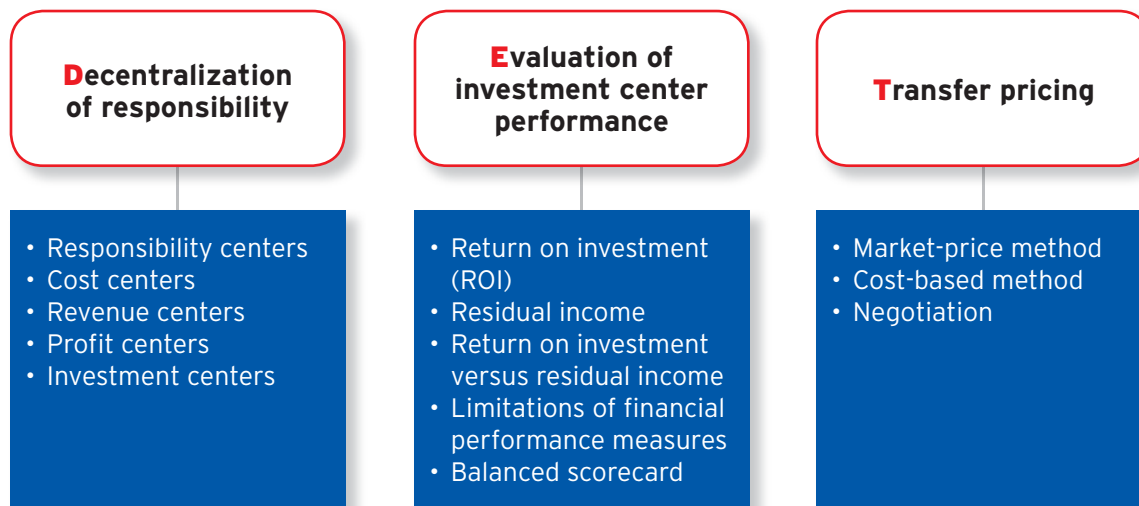 Decentralization
of responsibility
• Responsibility centers
• Cost centers
• Revenue centers
• Profit centers
• Investment centers
Evaluation of
investment center
performance
• Return on investment
(ROI)
• Residual income
• Return on investment
versus residual income
• Limitations of financial
performance measures
• Balanced scorecard
Transfer pricing
• Market-price method
• Cost-based method
• Negotiation